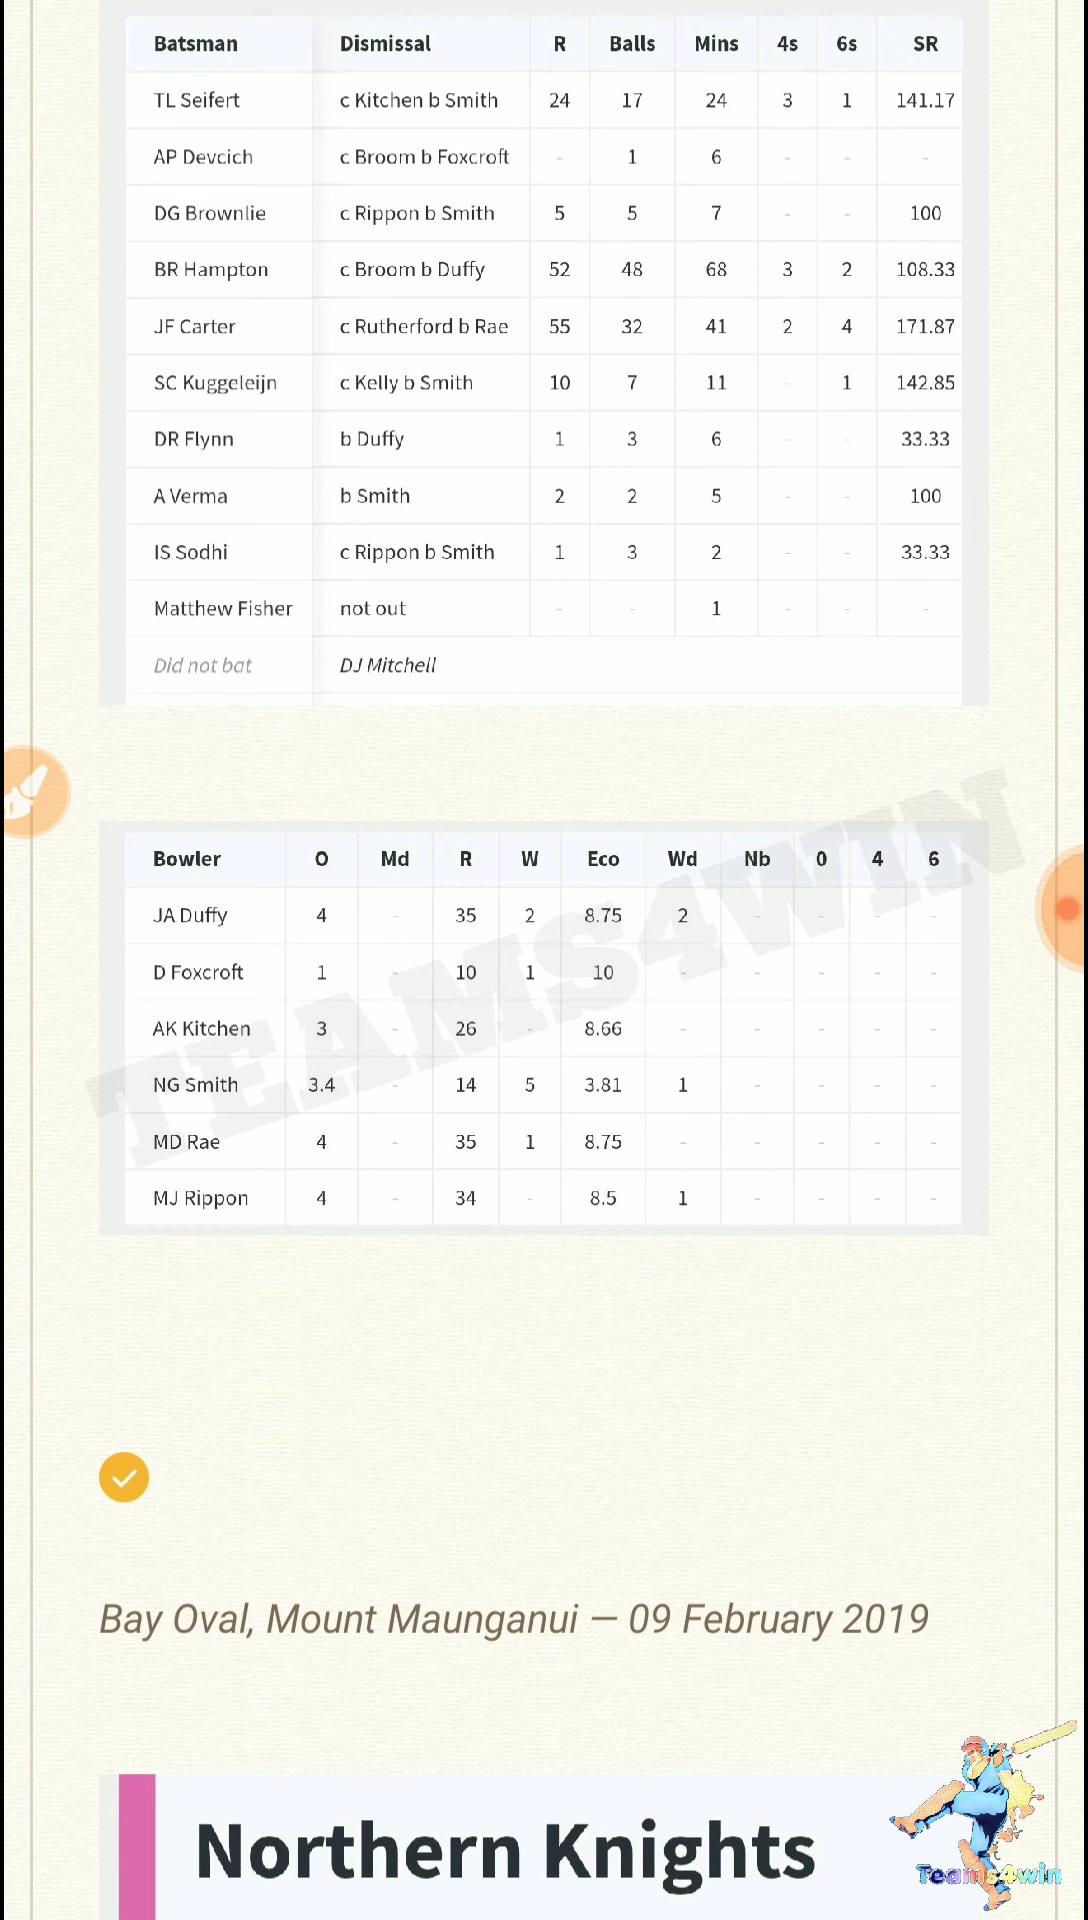 Batsman Dismissal R Balls Mins 4s 6s SR
TL Seifert c Kitchen b Smith 24 17 24 3 1 141.17
AP Devcich c Broom b Foxcroft - 1 6 - - -
DG Brownlie c Rippon b Smith 5 5 7 - - 100
BR Hampton c Broom b Duffy 52 48 68 3 2 108.33
JF Carter c Rutherford b Rae 55 32 41 2 4 171.87
SC Kuggeleijn c Kelly b Smith 10 7 11 - 1 142.85
DR Flynn b Duffy 1 3 6 - - 33.33
A Verma b Smith 2 2 5 - - 100
IS Sodhi c Rippon b Smith 1 3 2 - - 33.33
Matthew Fisher not out - - 1 - - -
Did not bat DJ Mitchell
TEAMS4WIN
Bowler O Md R W Eco Wd Nb 0 4 6
JA Duffy 4 - 35 2 8.75 2 - - - -
D Foxcroft 1 - 10 1 10 - - - - -
AK Kitchen 3 - 26 - 8.66 - - - - -
NG Smith 3.4 - 14 5 3.81 1 - - - -
MD Rae 4 - 35 1 8.75 - - - - -
MJ Rippon 4 - 34 - 8.5 1 - - - -
Bay Oval, Mount Maunganui — 09 February 2019
Northern Knights
Teams4win